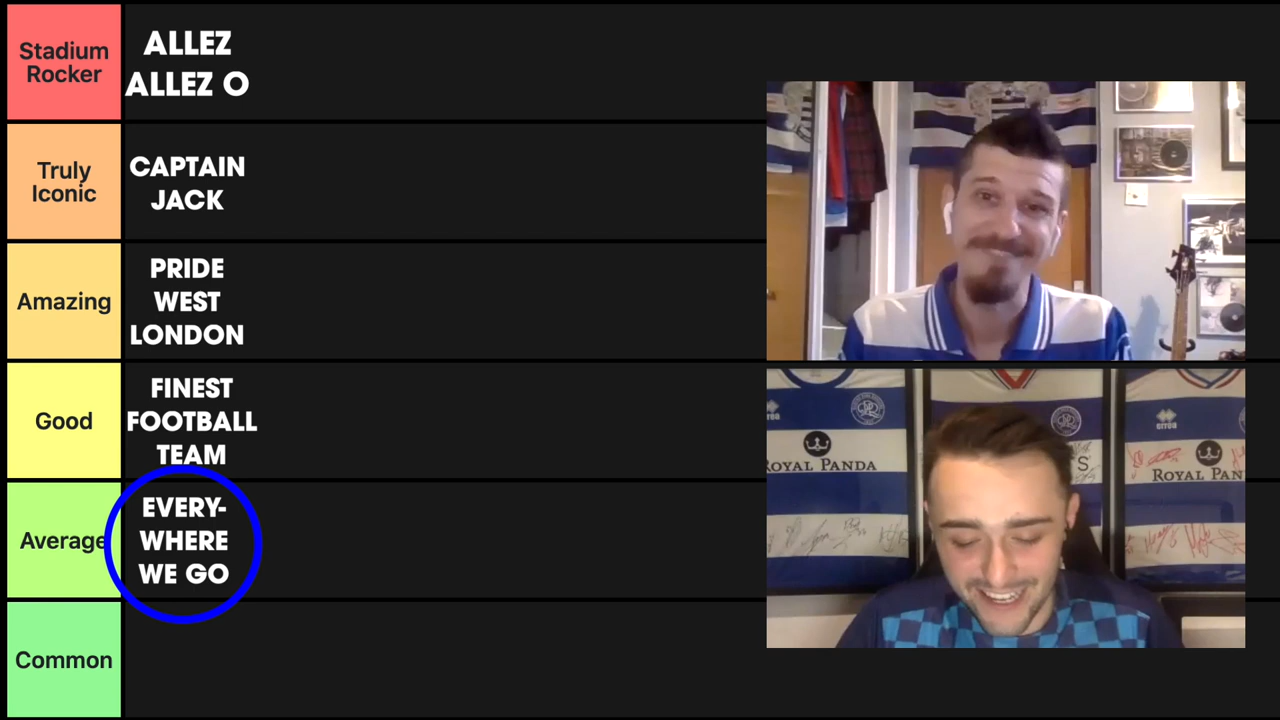 Stadium
Rocker
ALLEZ
ALLEZ O
Truly
Iconic
CAPTAIN
JACK
Amazing
PRIDE
WEST
LONDON
Good
FINEST
FOOTBALL
TEAM
Average
EVERY-
WHERE
WE GO
Common
errea
ROYAL PANDA
ROYAL PAN